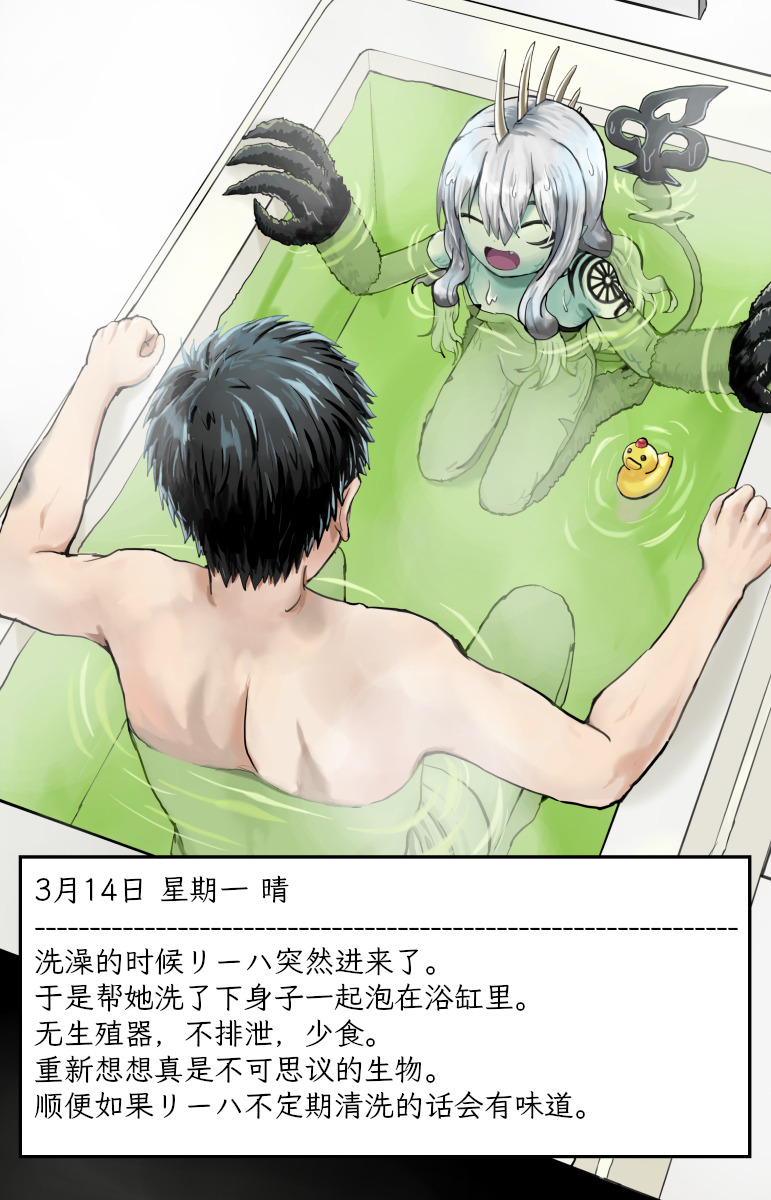 3月14日 星期一 晴
--------------------------------------------------------------------
洗澡的时候リーハ突然进来了。
于是帮她洗了下身子一起泡在浴缸里。
无生殖器，不排泄，少食。
重新想想真是不可思议的生物。
顺便如果リーハ不定期清洗的话会有味道。